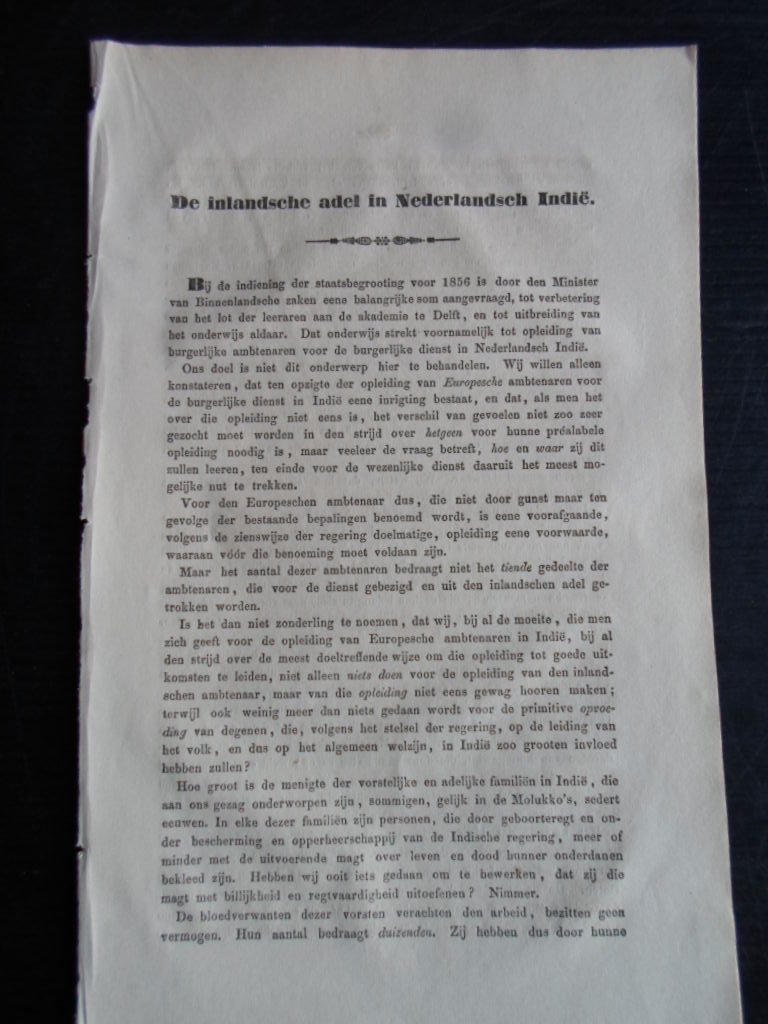 De inlandsche adel in Nederlandsch Indië.
Bij de indiening der staatsbegrooting voor 1856 is door den Minister
van Binnenlandsche zaken eene balangrijke som aangevraagd, tot verbetering
van het lot der leeraren aan de akademie te Delft, en tot uitbreiding van
het onderwijs aldaar. Dat onderwijs strekt voornamelijk tot opleiding van
burgerlijke ambtenaren voor de burgerlijke dienst in Nederlandsch Indië.
Ons doel is niet dit onderwerp hier te behandelen. Wij willen alleen
konstateren, dat ten opzigte der opleiding van Europesche ambtenaren voor
de burgerlijke dienst in Indië eene inrigting bestaat, en dat, als men het
over die opleiding niet eens is, het verschil van gevoelen niet zoo zeer
gezocht moet worden in den strijd over hetgeen voor hunne préalabele
opleiding noodig is, maar veeleer de vraag betreft, hoe en waar zij dit
zullen leeren, ten einde voor de wezenlijke dienst daaruit het meest mo-
gelijke nut te trekken.
Voor den Europeschen ambtenaar dus, die niet door gunst maar ten
gevolge der bestaande bepalingen benoemd wordt, is eene voorafgaande,
volgens de zienswijze der regering doelmatige, opleiding eene voorwaarde,
waaraan vóór die benoeming moet voldaan zijn.
Maar het aantal dezer ambtenaren bedraagt niet het tiende gedeelte der
ambtenaren, die voor de dienst gebezigd en uit den inlandschen adel ge-
trokken worden.
Is het dan niet zonderling te noemen, dat wij, bij al de moeite, die men
zich geeft voor de opleiding van Europesche ambtenaren in Indië, bij al
den strijd over de meest doeltreffende wijze om die opleiding tot goede uit-
komsten te leiden, niet alleen niets doen voor de opleiding van den inland-
schen ambtenaar, maar van die opleiding niet eens gewag hooren maken;
terwijl ook weinig meer dan niets gedaan wordt voor de primitive opvoe-
ding van degenen, die, volgens het stelsel der regering, op de leiding van
het volk, en dus op het algemeen welzijn, in Indië zoo grooten invloed
hebben zullen?
Hoe groot is de menigte der vorstelijke en adelijke familiën in Indië, die
aan ons gezag onderworpen zijn, sommigen, gelijk in de Molukko's, sedert
eeuwen. In elke dezer familiën zijn personen, die door geboorteregt en on-
der bescherming en opperheerschappij van de Indische regering, meer of
minder met de uitvoerende magt over leven en dood hunner onderdanen
bekleed zijn. Hebben wij ooit iets gedaan om te bewerken, dat zij die
magt met billijkheid en regtvaardigheid uitoefenen? Nimmer.
De bloedverwanten dezer vorsten verachten den arbeid, bezitten geen
vermogen. Hun aantal bedraagt duizenden. Zij hebben dus door hunne